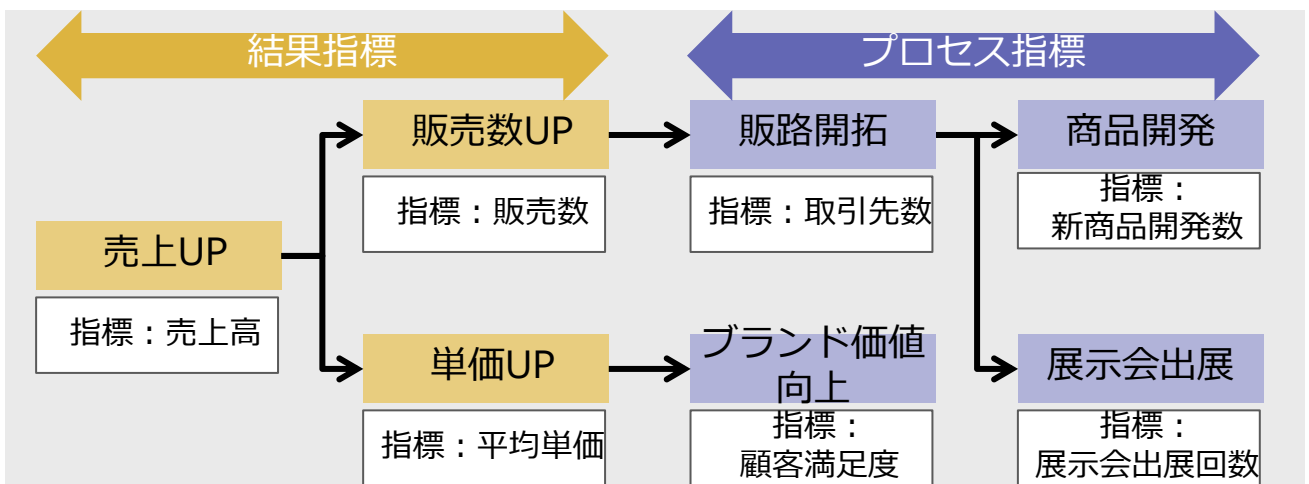 結果指標
プロセス指標
販売数UP
販路開拓
商品開発
指標：販売数
指標：取引先数
指標：
新商品開発数
売上UP
指標：売上高
単価UP
ブランド価値
向上
展示会出展
指標：平均単価
指標：
顧客満足度
指標：
展示会出展回数